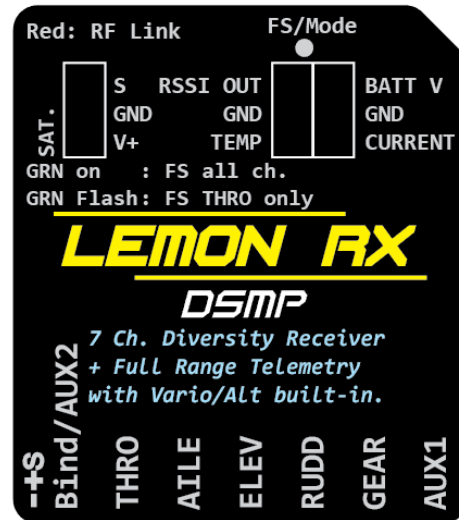 Red: RF Link
FS/Mode
SAT.
S RSSI OUT BATT V
GND GND GND
V+ TEMP CURRENT
GRN on : FS all ch.
GRN Flash: FS THRO only
LEMON RX
DSMP
7 Ch. Diversity Receiver
+ Full Range Telemetry
with Vario/Alt built-in.
-+S
Bind/AUX2
THRO
AILE
ELEV
RUDD
GEAR
AUX1